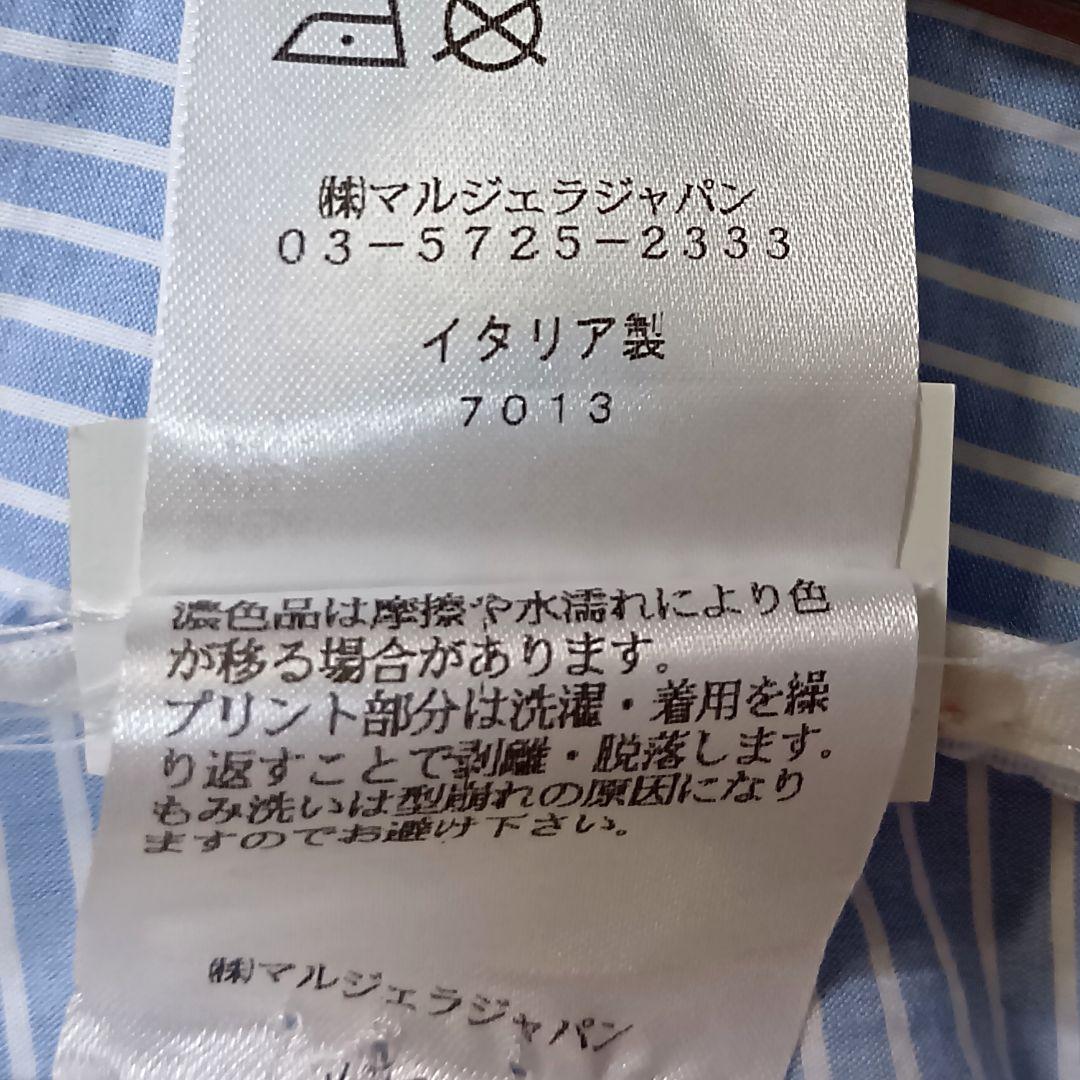 ㈱マルジェラジャパン
03-5725-2333
イタリア製
7013
濃色品は摩擦や水濡れにより色
が移る場合があります。
プリント部分は洗濯・着用を繰
り返すことで剥離・脱落します。
もみ洗いは型崩れの原因になり
ますのでお避け下さい。
㈱マルジェラジャパン